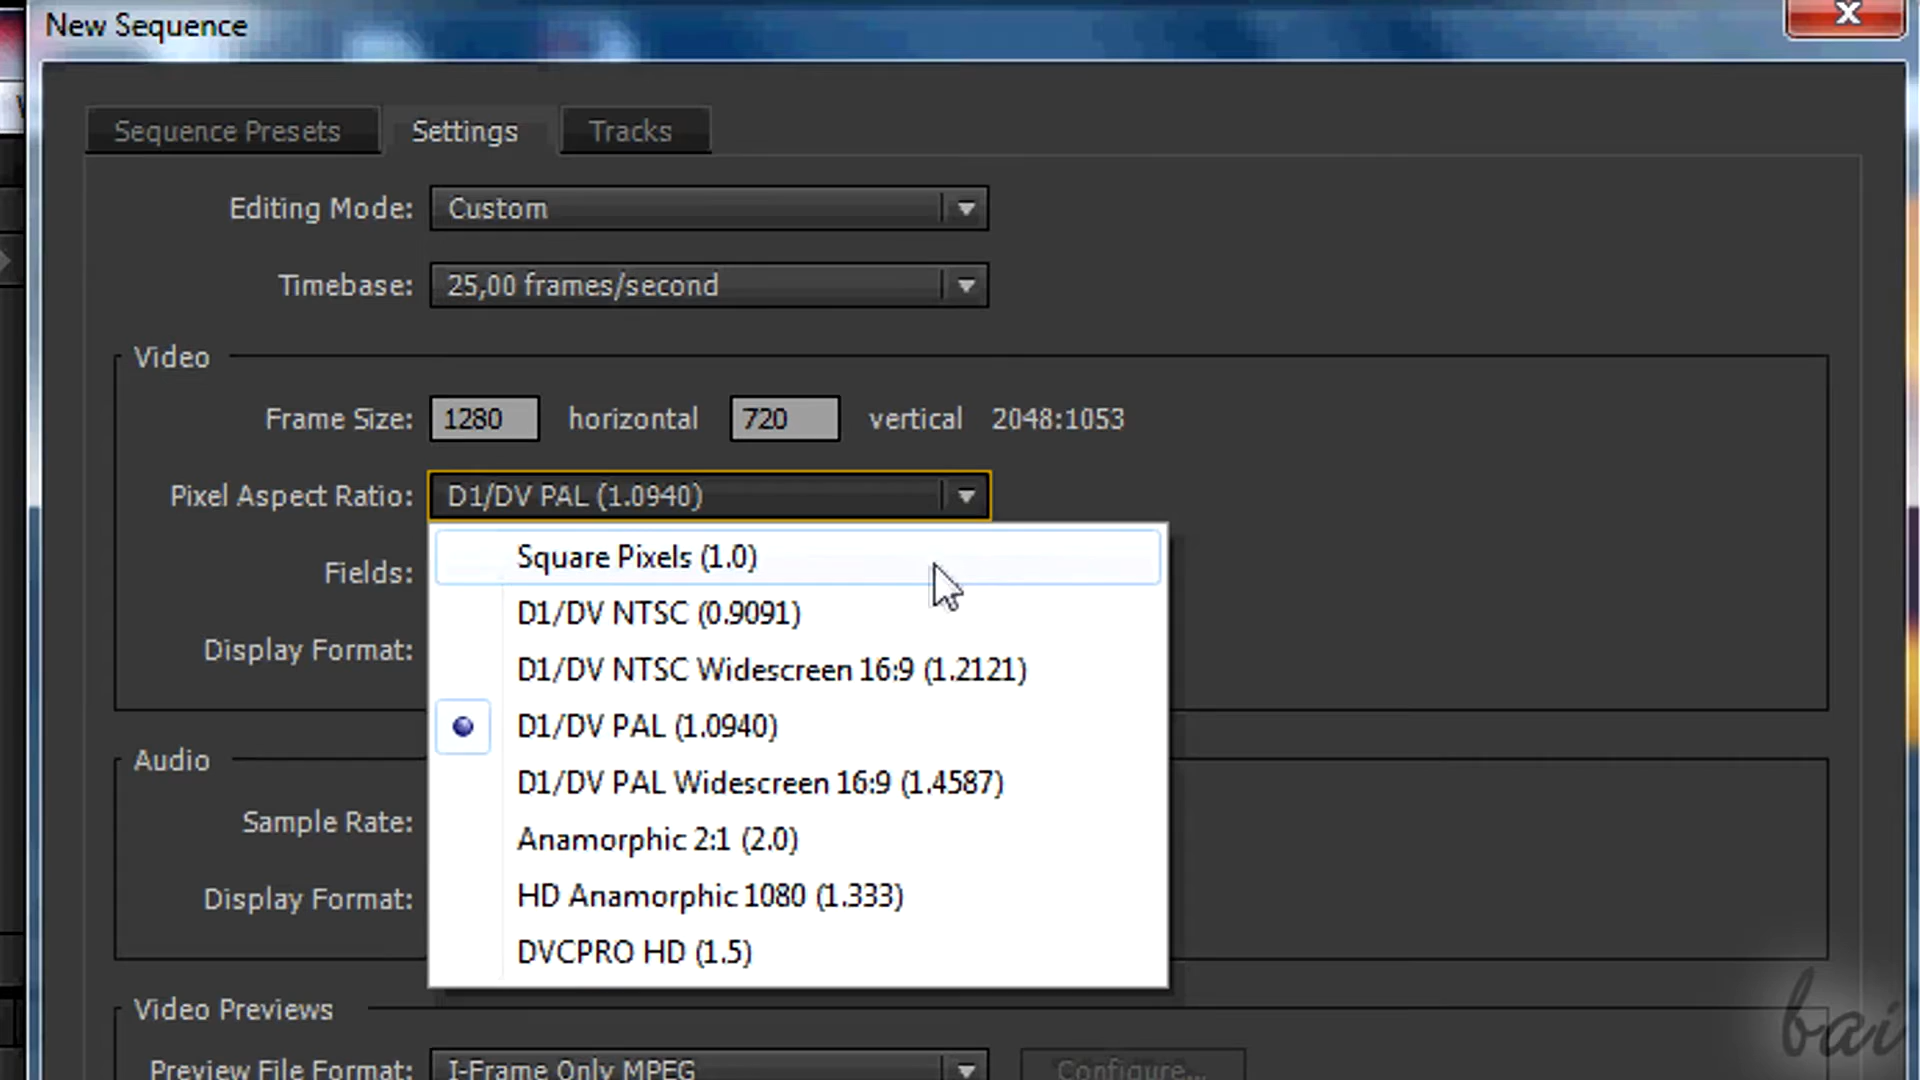 New Sequence
Sequence Presets Settings Tracks
Editing Mode: Custom
Timebase: 25,00 frames/second
Video
Frame Size: 1280 horizontal 720 vertical 2048:1053
Pixel Aspect Ratio: D1/DV PAL (1.0940)
Square Pixels (1.0)
Fields:
D1/DV NTSC (0.9091)
Display Format:
D1/DV NTSC Widescreen 16:9 (1.2121)
D1/DV PAL (1.0940)
Audio
D1/DV PAL Widescreen 16:9 (1.4587)
Sample Rate:
Anamorphic 2:1 (2.0)
Display Format:
HD Anamorphic 1080 (1.333)
DVCPRO HD (1.5)
Video Previews
Preview File Format: I-Frame Only MPEG Configure...
bai